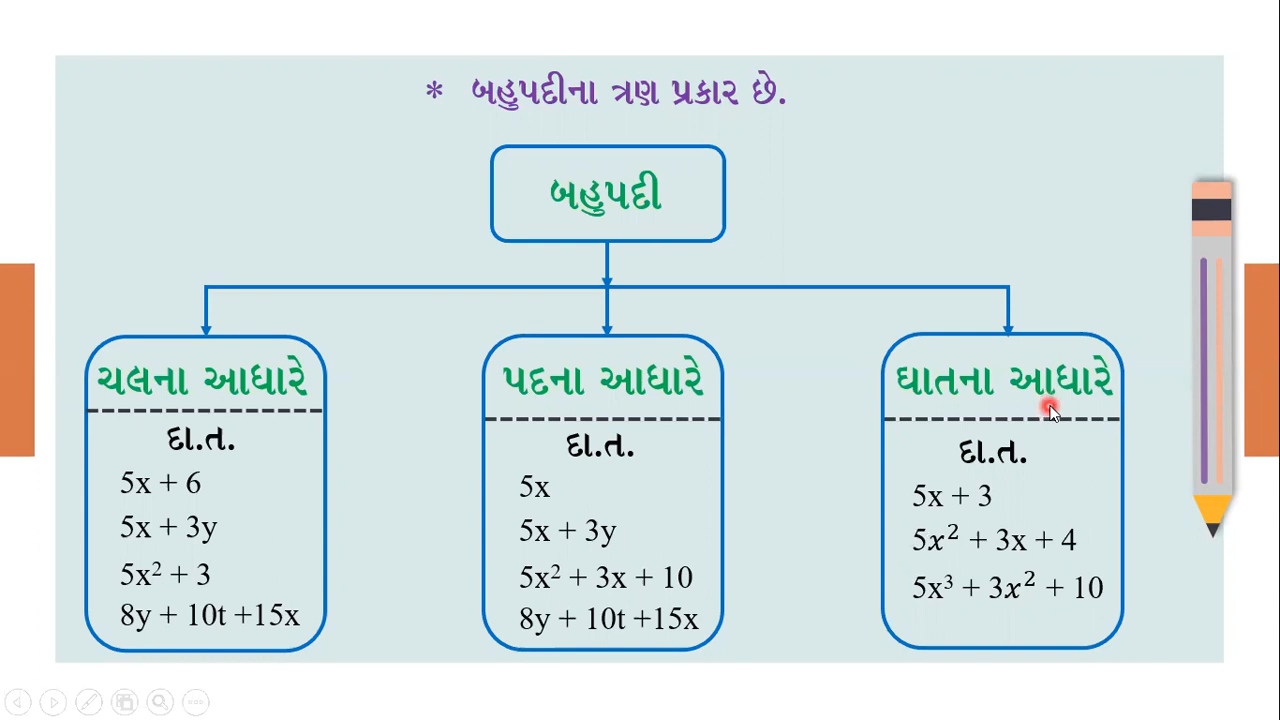 * બહુપદીના ત્રણ પ્રકાર છે.
બહુપદી
ચલના આધારે
દા.ત.
5x + 6
5x + 3y
5x² + 3
8y + 10t +15x
પદના આધારે
દા.ત.
5x
5x + 3y
5x² + 3x + 10
8y + 10t +15x
ઘાતના આધારે
દા.ત.
5x + 3
5𝑥² + 3x + 4
5x³ + 3𝑥² + 10